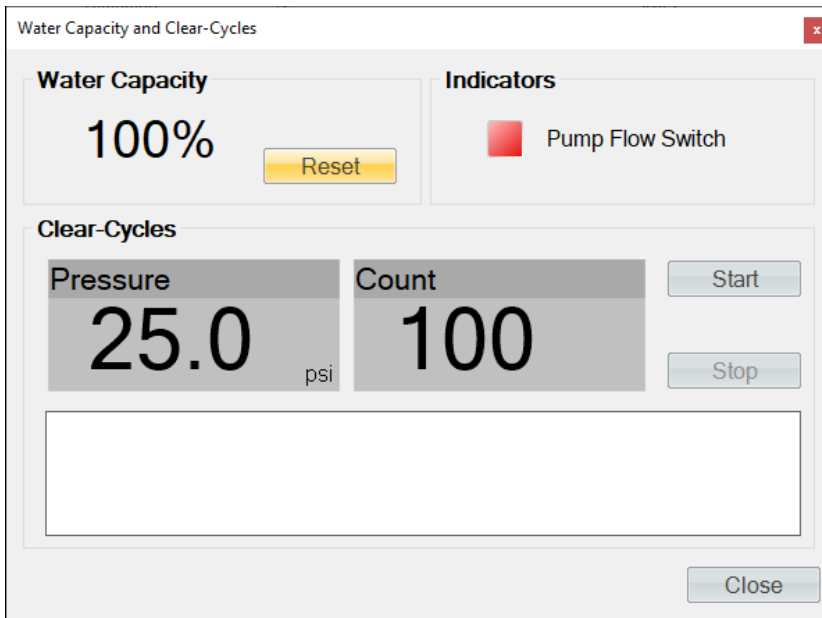 Water Capacity and Clear-Cycles
x
Water Capacity
100%
Reset
Indicators
Pump Flow Switch
Clear-Cycles
Pressure
25.0
psi
Count
100
Start
Stop
Close